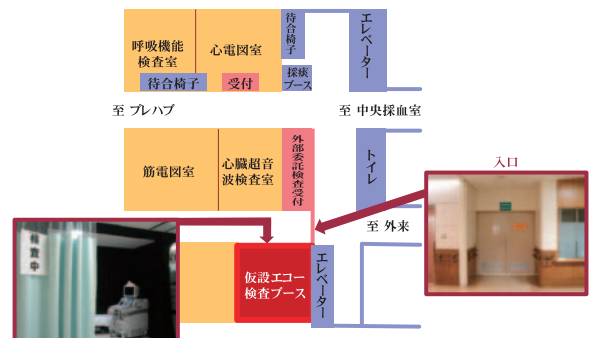 呼吸機能
検査室
心電図室
待合椅子
エレベーター
待合椅子
受付
採痰
ブース
至 プレハブ
至 中央採血室
筋電図室
心臓超音
波検査室
外部委託検査受付
トイレ
入口
至 外来
検査中
仮設エコー
検査ブース
エレベーター